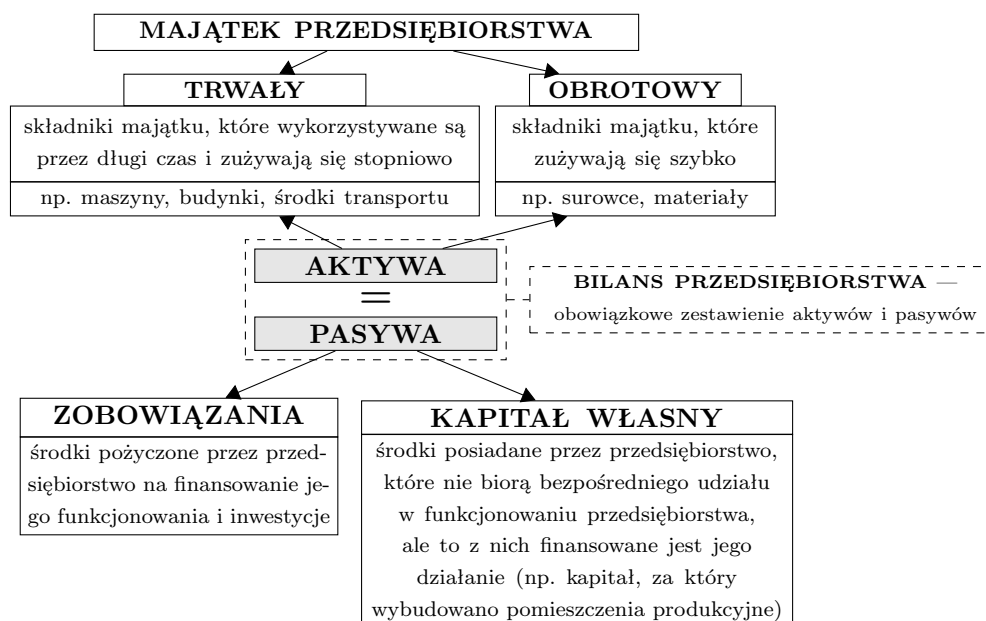 MAJĄTEK PRZEDSIĘBIORSTWA
TRWAŁY
składniki majątku, które wykorzystywane są
przez długi czas i zużywają się stopniowo
np. maszyny, budynki, środki transportu
OBROTOWY
składniki majątku, które
zużywają się szybko
np. surowce, materiały
AKTYWA
=
PASYWA
BILANS PRZEDSIĘBIORSTWA —
obowiązkowe zestawienie aktywów i pasywów
ZOBOWIĄZANIA
środki pożyczone przez przed-
siębiorstwo na finansowanie je-
go funkcjonowania i inwestycje
KAPITAŁ WŁASNY
środki posiadane przez przedsiębiorstwo,
które nie biorą bezpośredniego udziału
w funkcjonowaniu przedsiębiorstwa,
ale to z nich finansowane jest jego
działanie (np. kapitał, za który
wybudowano pomieszczenia produkcyjne)